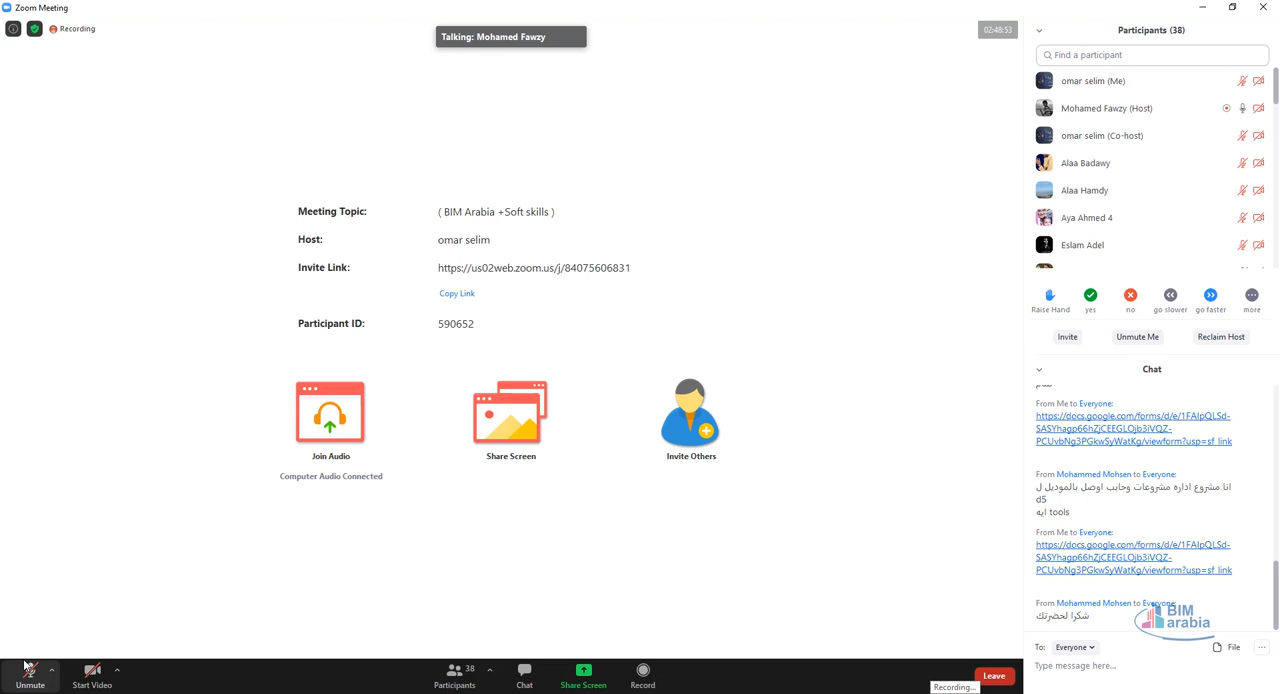 Zoom Meeting
Recording
Talking: Mohamed Fawzy
02:48:53
Meeting Topic:
( BIM Arabia +Soft skills )
Host:
omar selim
Invite Link:
https://us02web.zoom.us/j/84075606831
Copy Link
Participant ID:
590652
Join Audio
Computer Audio Connected
Share Screen
Invite Others
Participants (38)
Find a participant
omar selim (Me)
Mohamed Fawzy (Host)
omar selim (Co-host)
Alaa Badawy
Alaa Hamdy
Aya Ahmed 4
Eslam Adel
Raise Hand
yes
no
go slower
go faster
more
Invite
Unmute Me
Reclaim Host
Chat
From Me to Everyone:
https://docs.google.com/forms/d/e/1FAIpQLSd-
SASYhagp66hZjCEEGLOjb3iVQZ-
PCUvbNg3PGkwSyWatKg/viewform?usp=sf_link
From Mohammed Mohsen to Everyone:
انا مشروع اداره مشروعات وحابب اوصل بالموديل ل
d5
ايه tools
From Me to Everyone:
https://docs.google.com/forms/d/e/1FAIpQLSd-
SASYhagp66hZjCEEGLOjb3iVQZ-
PCUvbNg3PGkwSyWatKg/viewform?usp=sf_link
From Mohammed Mohsen to Everyone:
شكرا لحضرتك
BIM
arabia
To: Everyone
File
Type message here...
Unmute
Start Video
38
Participants
Chat
Share Screen
Record
Recording...
Leave